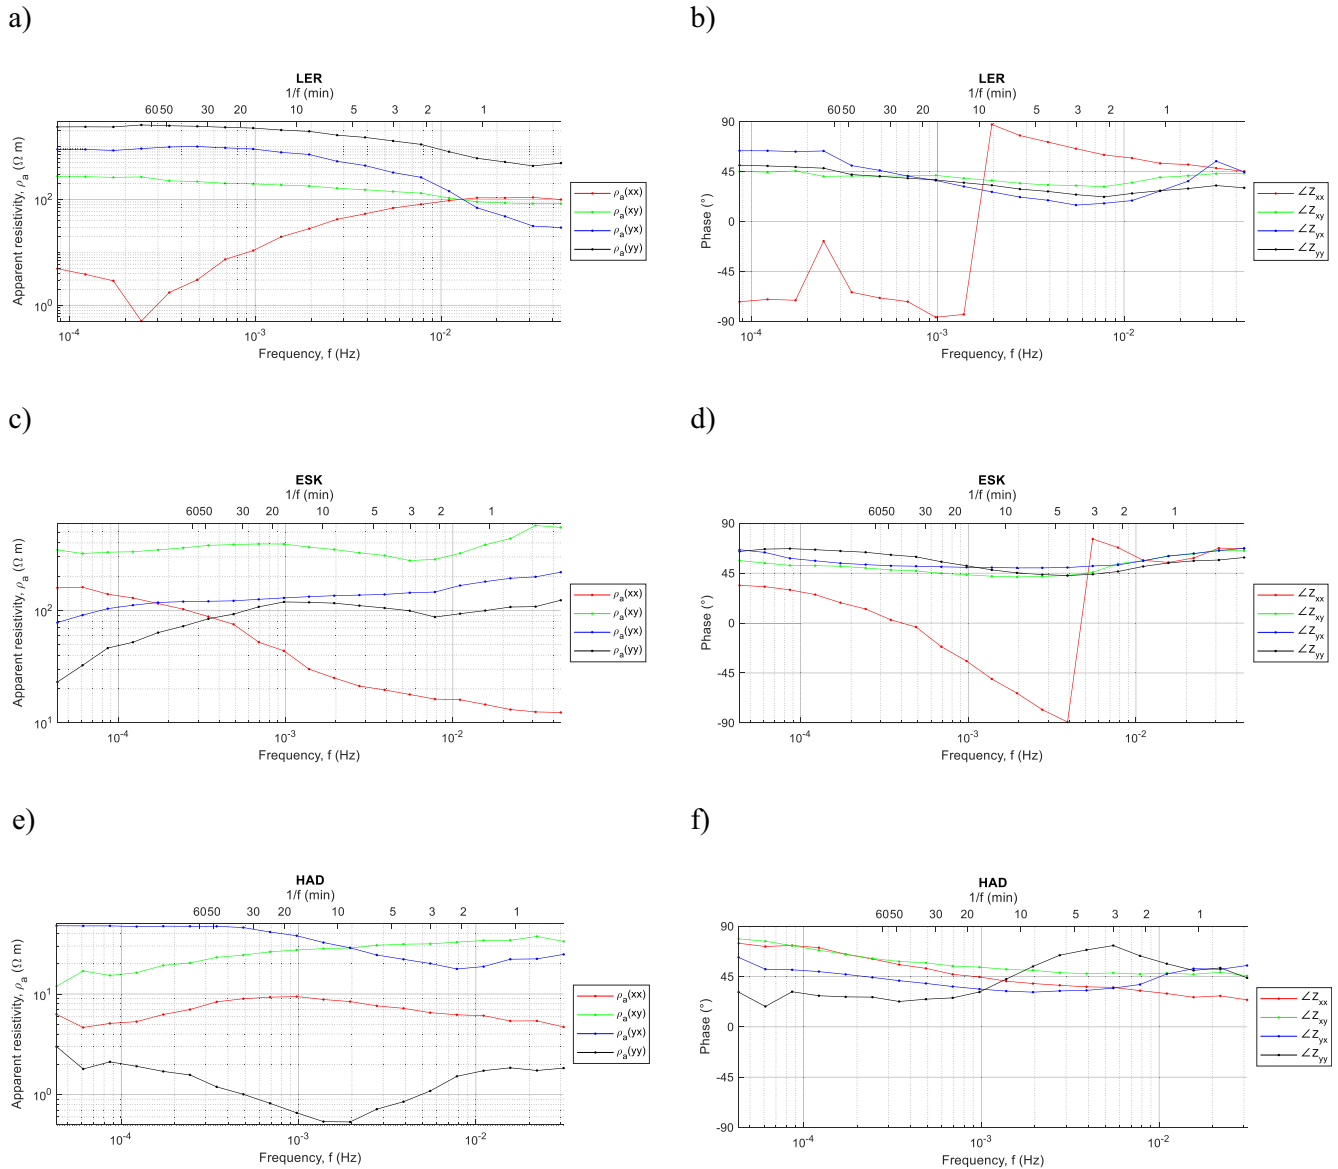 a)
LER
1/f (min)
60 50 30 20 10 5 3 2 1
Apparent resistivity, ρa (Ω m)
10^2
10^0
10^-4 10^-3 10^-2
Frequency, f (Hz)
ρa(xx)
ρa(xy)
ρa(yx)
ρa(yy)
b)
LER
1/f (min)
60 50 30 20 10 5 3 2 1
Phase (°)
90
45
0
-45
-90
10^-4 10^-3 10^-2
Frequency, f (Hz)
∠Zxx
∠Zxy
∠Zyx
∠Zyy
c)
ESK
1/f (min)
60 50 30 20 10 5 3 2 1
Apparent resistivity, ρa (Ω m)
10^2
10^1
10^-4 10^-3 10^-2
Frequency, f (Hz)
ρa(xx)
ρa(xy)
ρa(yx)
ρa(yy)
d)
ESK
1/f (min)
60 50 30 20 10 5 3 2 1
Phase (°)
90
45
0
-45
-90
10^-4 10^-3 10^-2
Frequency, f (Hz)
∠Zxx
∠Zxy
∠Zyx
∠Zyy
e)
HAD
1/f (min)
60 50 30 20 10 5 3 2 1
Apparent resistivity, ρa (Ω m)
10^1
10^0
10^-4 10^-3 10^-2
Frequency, f (Hz)
ρa(xx)
ρa(xy)
ρa(yx)
ρa(yy)
f)
HAD
1/f (min)
60 50 30 20 10 5 3 2 1
Phase (°)
90
45
0
-45
-90
10^-4 10^-3 10^-2
Frequency, f (Hz)
∠Zxx
∠Zxy
∠Zyx
∠Zyy